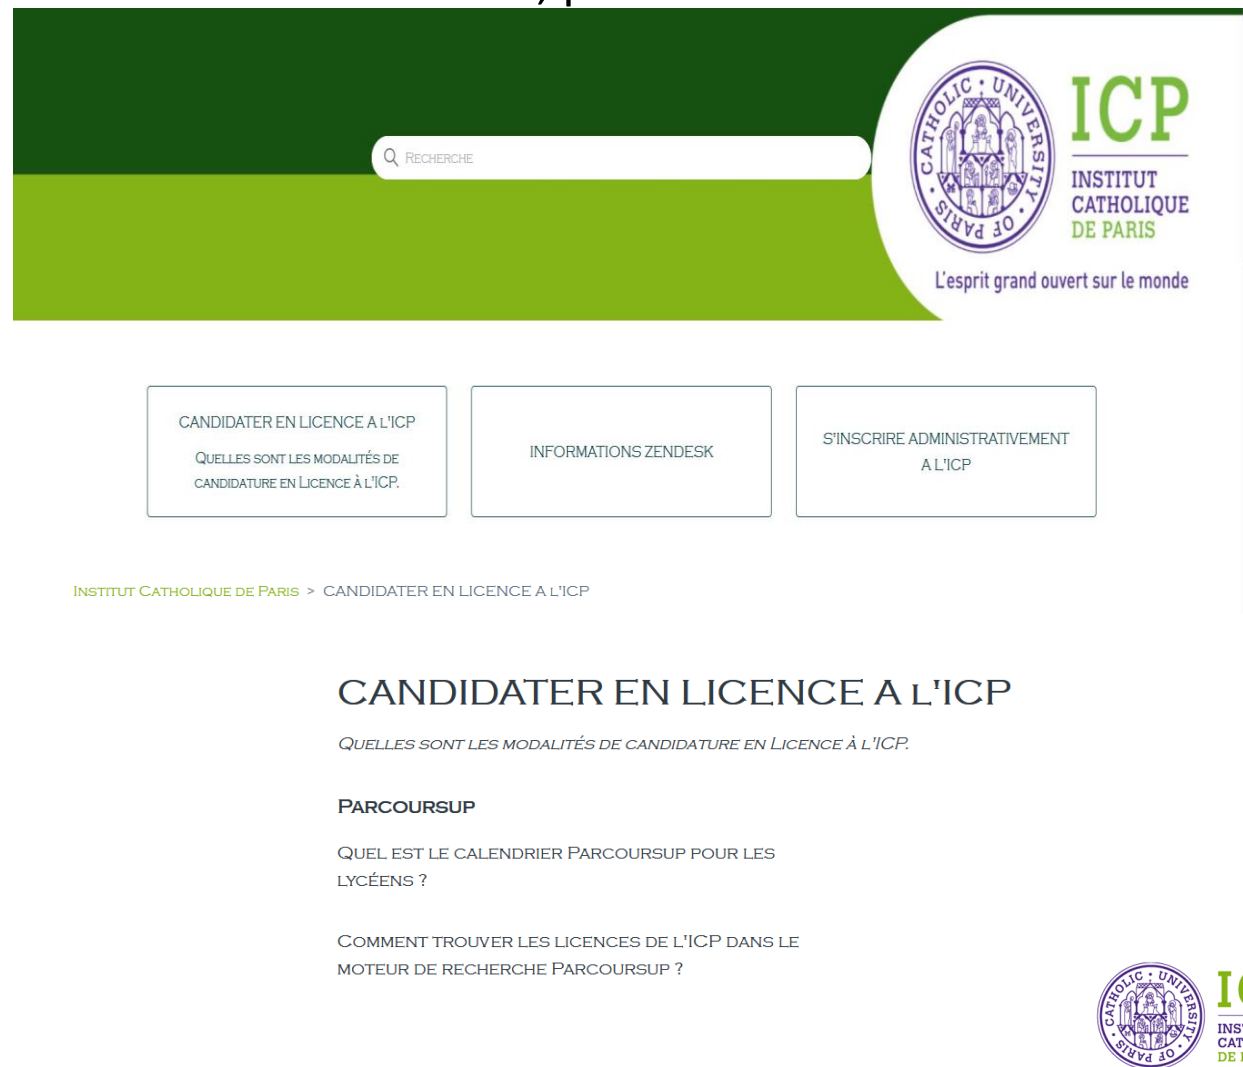 Recherche
CATHOLIC · UNIVERSITY · OF PARIS ·
ICP
INSTITUT
CATHOLIQUE
DE PARIS
L'esprit grand ouvert sur le monde
CANDIDATER EN LICENCE A l'ICP
Quelles sont les modalités de
candidature en Licence à l'ICP.
INFORMATIONS ZENDESK
S'INSCRIRE ADMINISTRATIVEMENT
A L'ICP
Institut Catholique de Paris > CANDIDATER EN LICENCE A l'ICP
CANDIDATER EN LICENCE A l'ICP
Quelles sont les modalités de candidature en Licence à l'ICP.
Parcoursup
Quel est le calendrier Parcoursup pour les
lycéens ?
Comment trouver les licences de l'ICP dans le
moteur de recherche Parcoursup ?
CATHOLIC · UNIVERSITY · OF PARIS ·